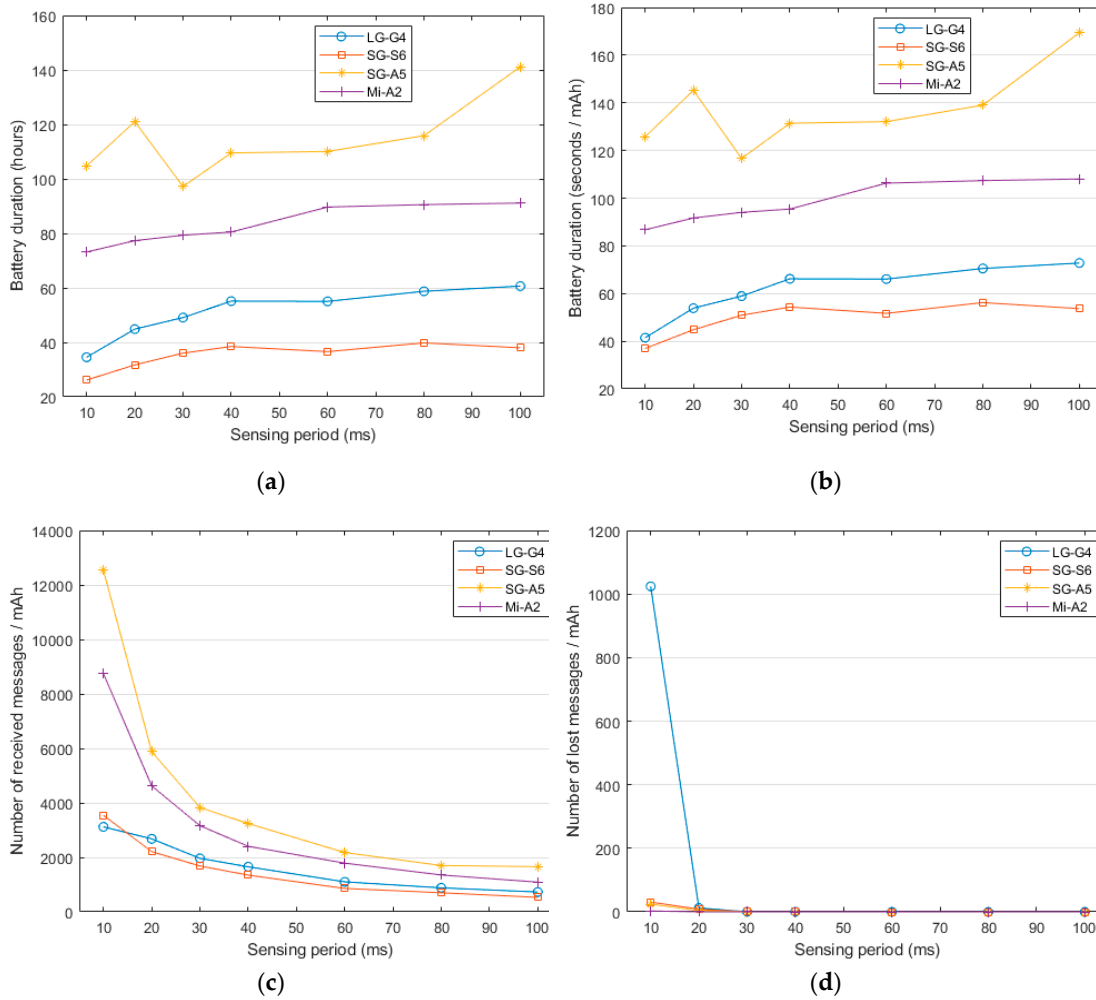 160
140
120
100
80
60
40
20
Battery duration (hours)
LG-G4
SG-S6
SG-A5
Mi-A2
10 20 30 40 50 60 70 80 90 100
Sensing period (ms)
(a)
180
160
140
120
100
80
60
40
20
Battery duration (seconds / mAh)
LG-G4
SG-S6
SG-A5
Mi-A2
10 20 30 40 50 60 70 80 90 100
Sensing period (ms)
(b)
14000
12000
10000
8000
6000
4000
2000
0
Number of received messages / mAh
LG-G4
SG-S6
SG-A5
Mi-A2
10 20 30 40 50 60 70 80 90 100
Sensing period (ms)
(c)
1200
1000
800
600
400
200
0
Number of lost messages / mAh
LG-G4
SG-S6
SG-A5
Mi-A2
10 20 30 40 50 60 70 80 90 100
Sensing period (ms)
(d)